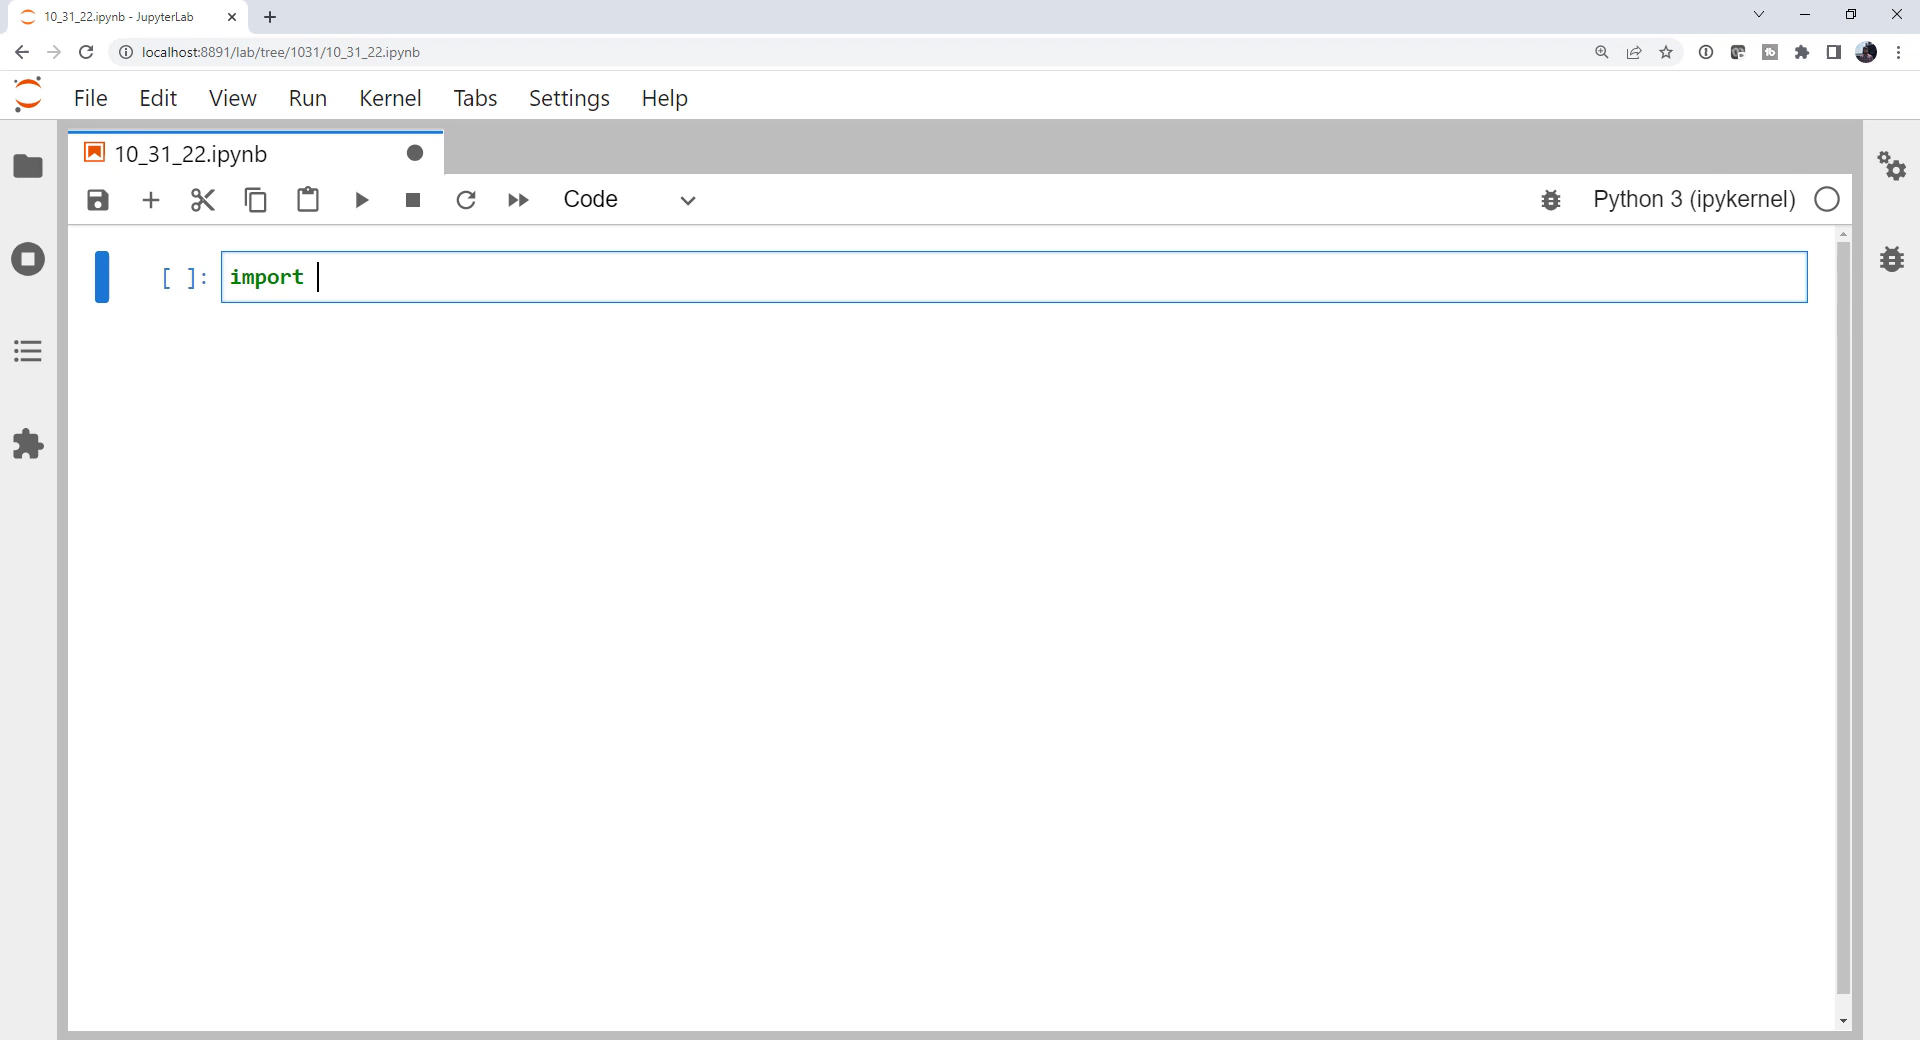 10_31_22.ipynb - JupyterLab
localhost:8891/lab/tree/1031/10_31_22.ipynb
File Edit View Run Kernel Tabs Settings Help
10_31_22.ipynb
Code Python 3 (ipykernel)
[ ]: import